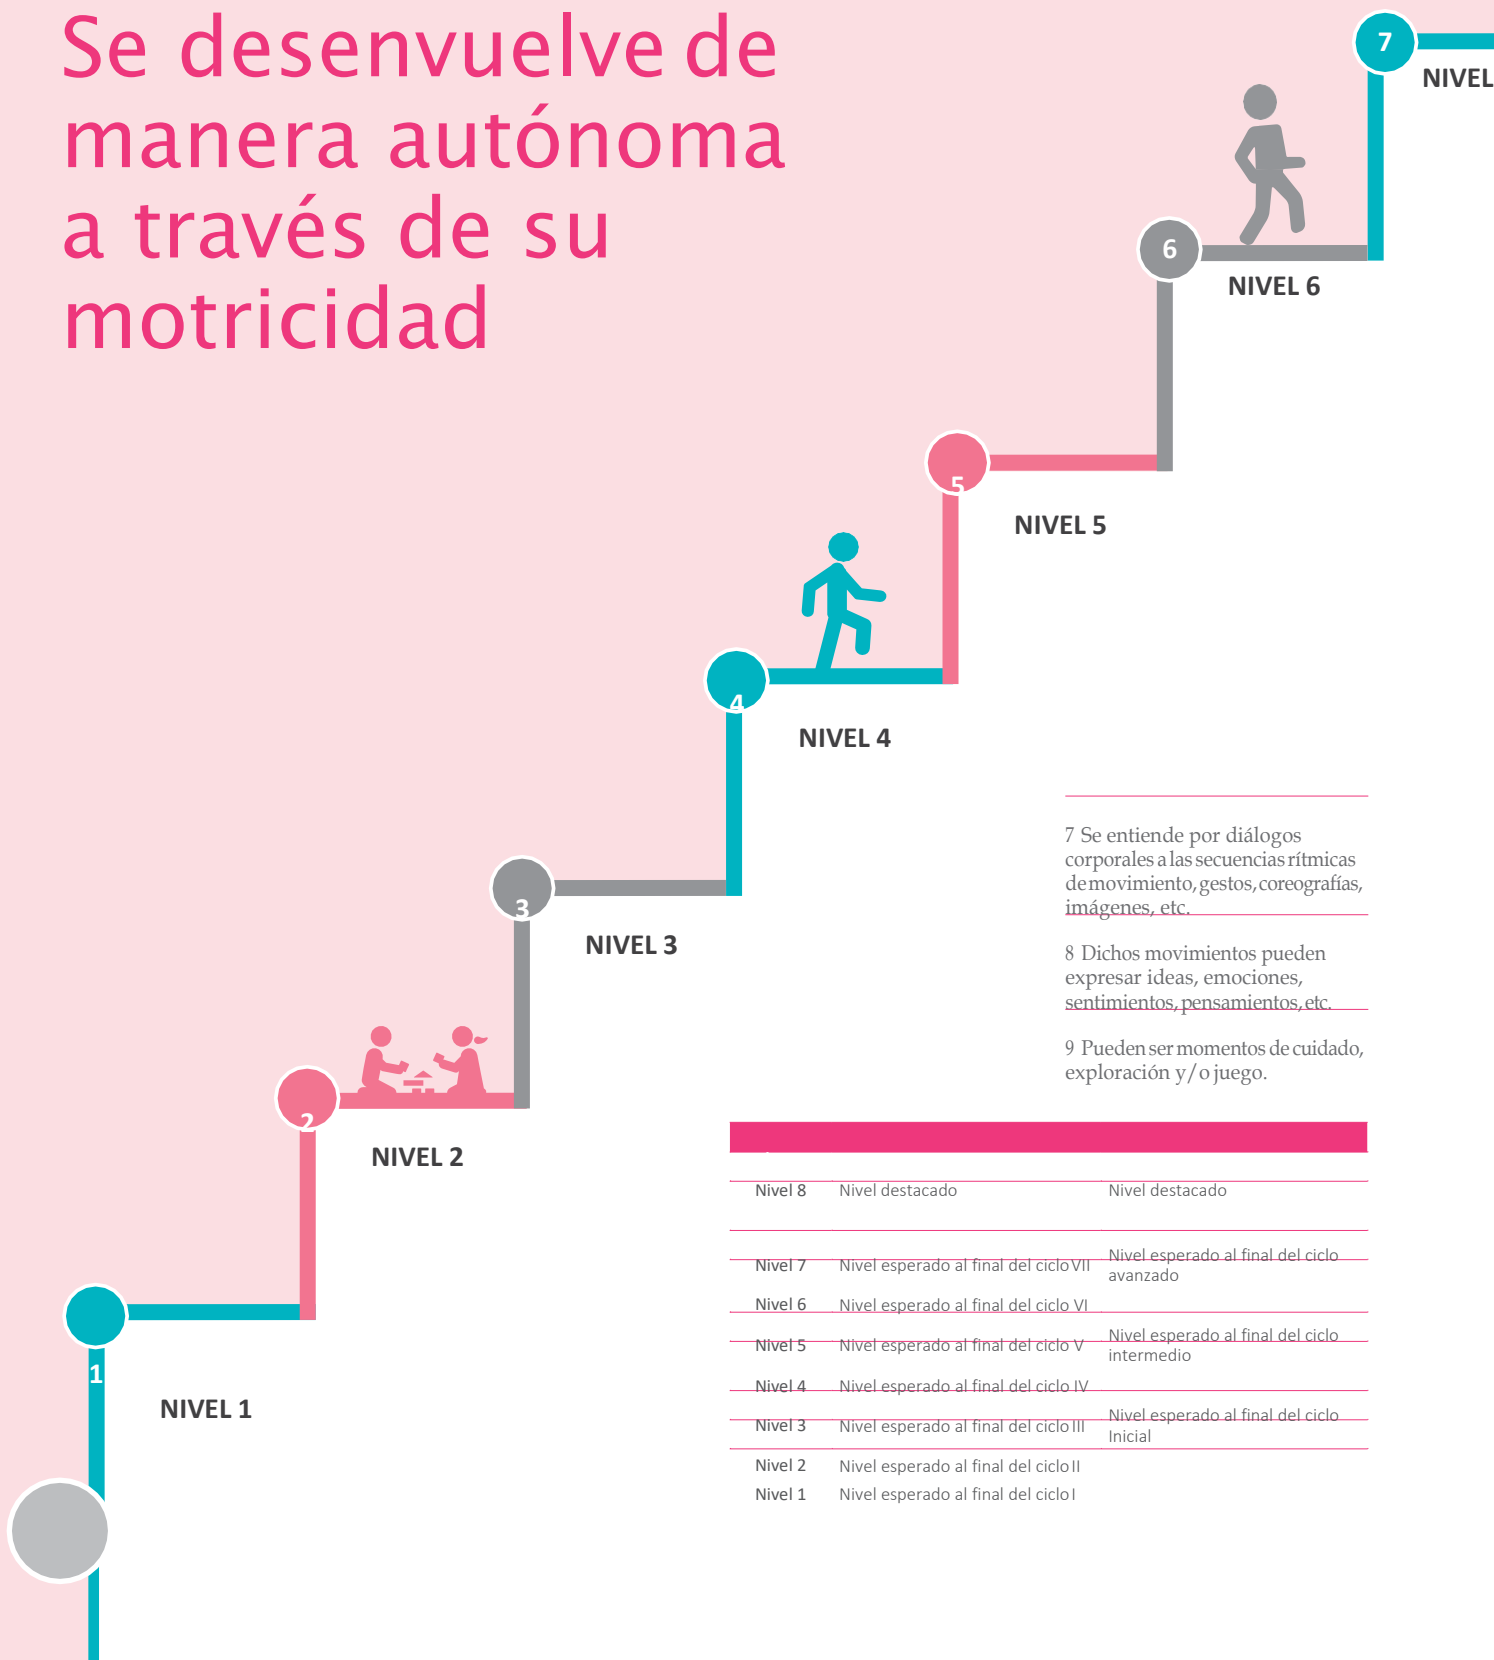 Se desenvuelve de
manera autónoma
a través de su
motricidad
7
NIVEL
6
NIVEL 6
5
NIVEL 5
4
NIVEL 4
3
NIVEL 3
2
NIVEL 2
1
NIVEL 1
7 Se entiende por diálogos
corporales a las secuencias rítmicas
de movimiento, gestos, coreografías,
imágenes, etc.
8 Dichos movimientos pueden
expresar ideas, emociones,
sentimientos, pensamientos, etc.
9 Pueden ser momentos de cuidado,
exploración y/o juego.
Nivel 8 Nivel destacado Nivel destacado
Nivel 7 Nivel esperado al final del ciclo VII Nivel esperado al final del ciclo
avanzado
Nivel 6 Nivel esperado al final del ciclo VI
Nivel 5 Nivel esperado al final del ciclo V Nivel esperado al final del ciclo
intermedio
Nivel 4 Nivel esperado al final del ciclo IV
Nivel 3 Nivel esperado al final del ciclo III Nivel esperado al final del ciclo
Inicial
Nivel 2 Nivel esperado al final del ciclo II
Nivel 1 Nivel esperado al final del ciclo I